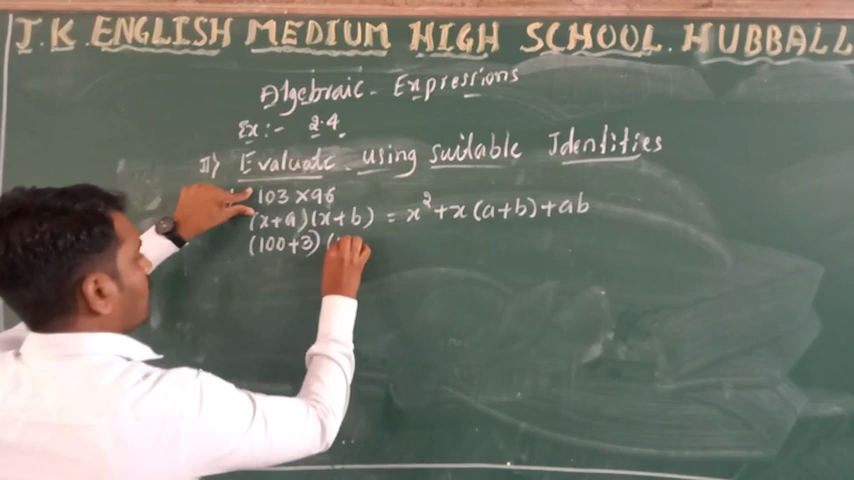 J.K. ENGLISH MEDIUM HIGH SCHOOL. HUBBALL
Algebraic - Expressions
Ex:- 2.4.
II) Evaluate using suitable Identities
103 × 96
(x+a)(x+b) = x² + x(a+b) + ab
(100+3)(